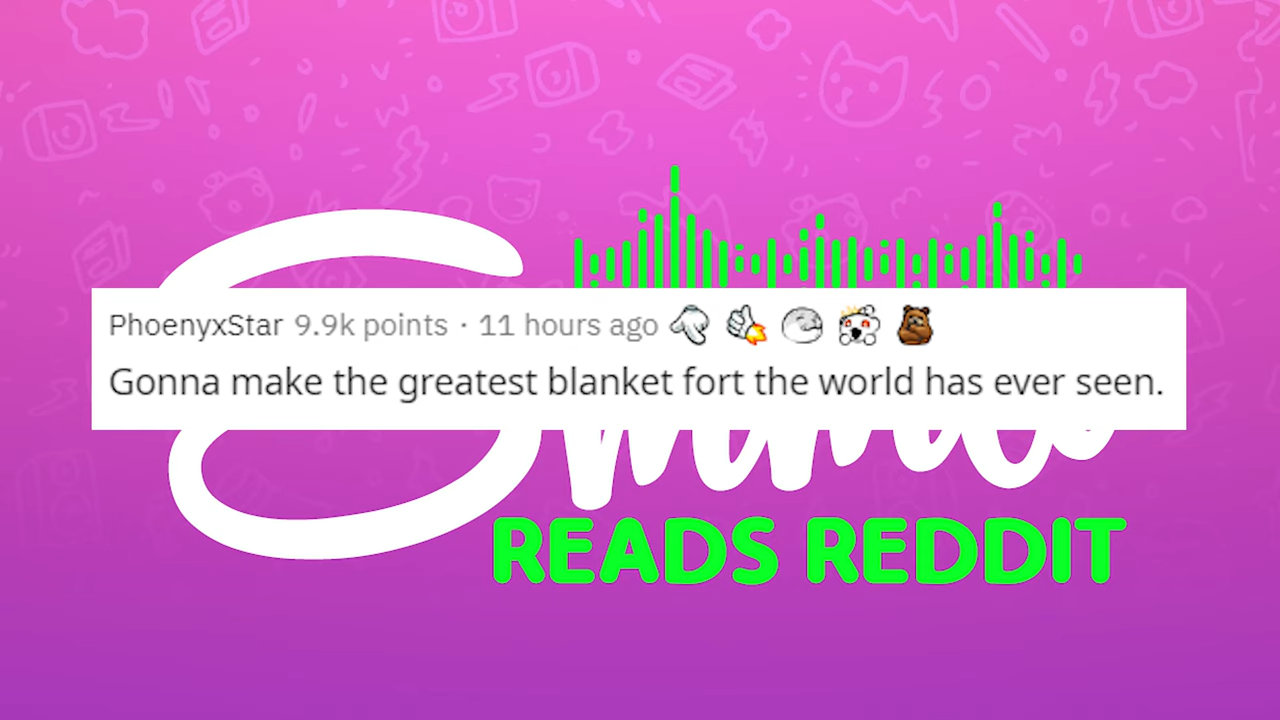 PhoenyxStar 9.9k points · 11 hours ago
Gonna make the greatest blanket fort the world has ever seen.
READS REDDIT